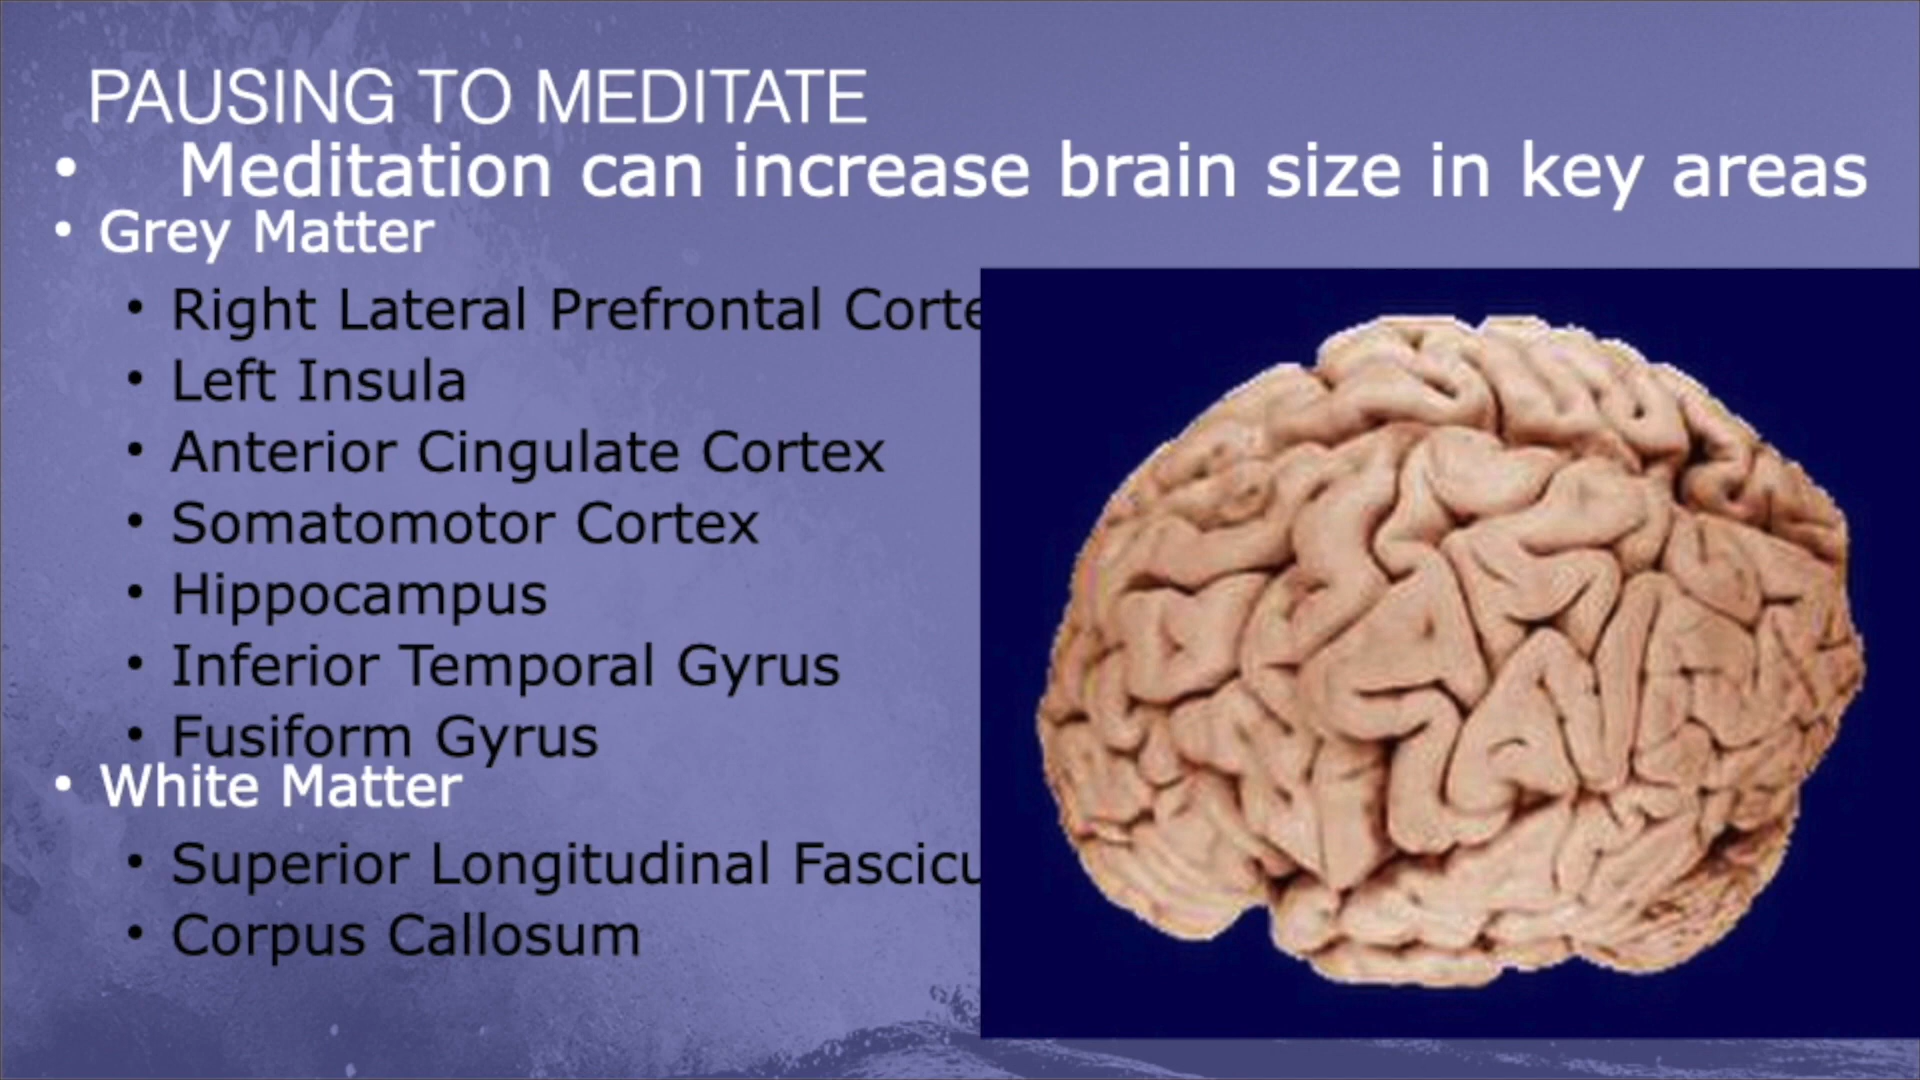 PAUSING TO MEDITATE
• Meditation can increase brain size in key areas
• Grey Matter
• Right Lateral Prefrontal Corte
• Left Insula
• Anterior Cingulate Cortex
• Somatomotor Cortex
• Hippocampus
• Inferior Temporal Gyrus
• Fusiform Gyrus
• White Matter
• Superior Longitudinal Fascicu
• Corpus Callosum